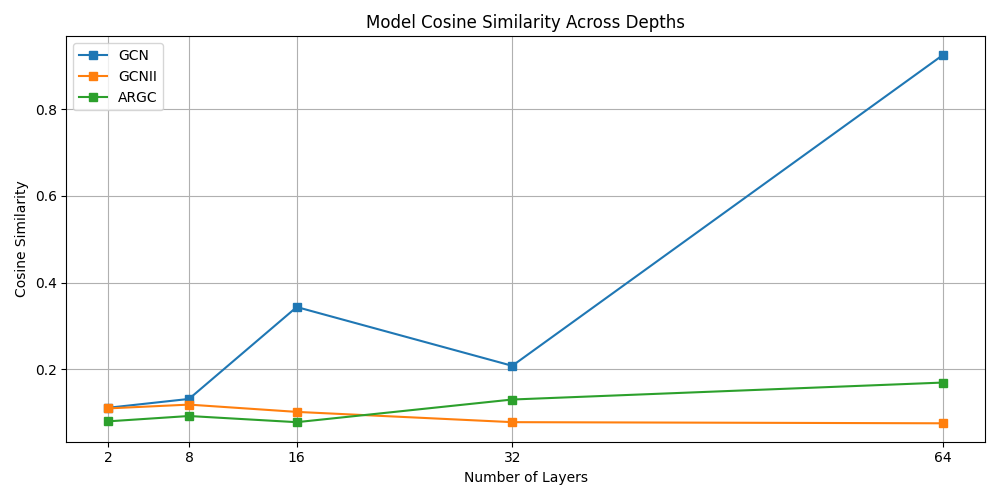 Model Cosine Similarity Across Depths
GCN
GCNII
ARGC
Cosine Similarity
0.8
0.6
0.4
0.2
2 8 16 32 64
Number of Layers